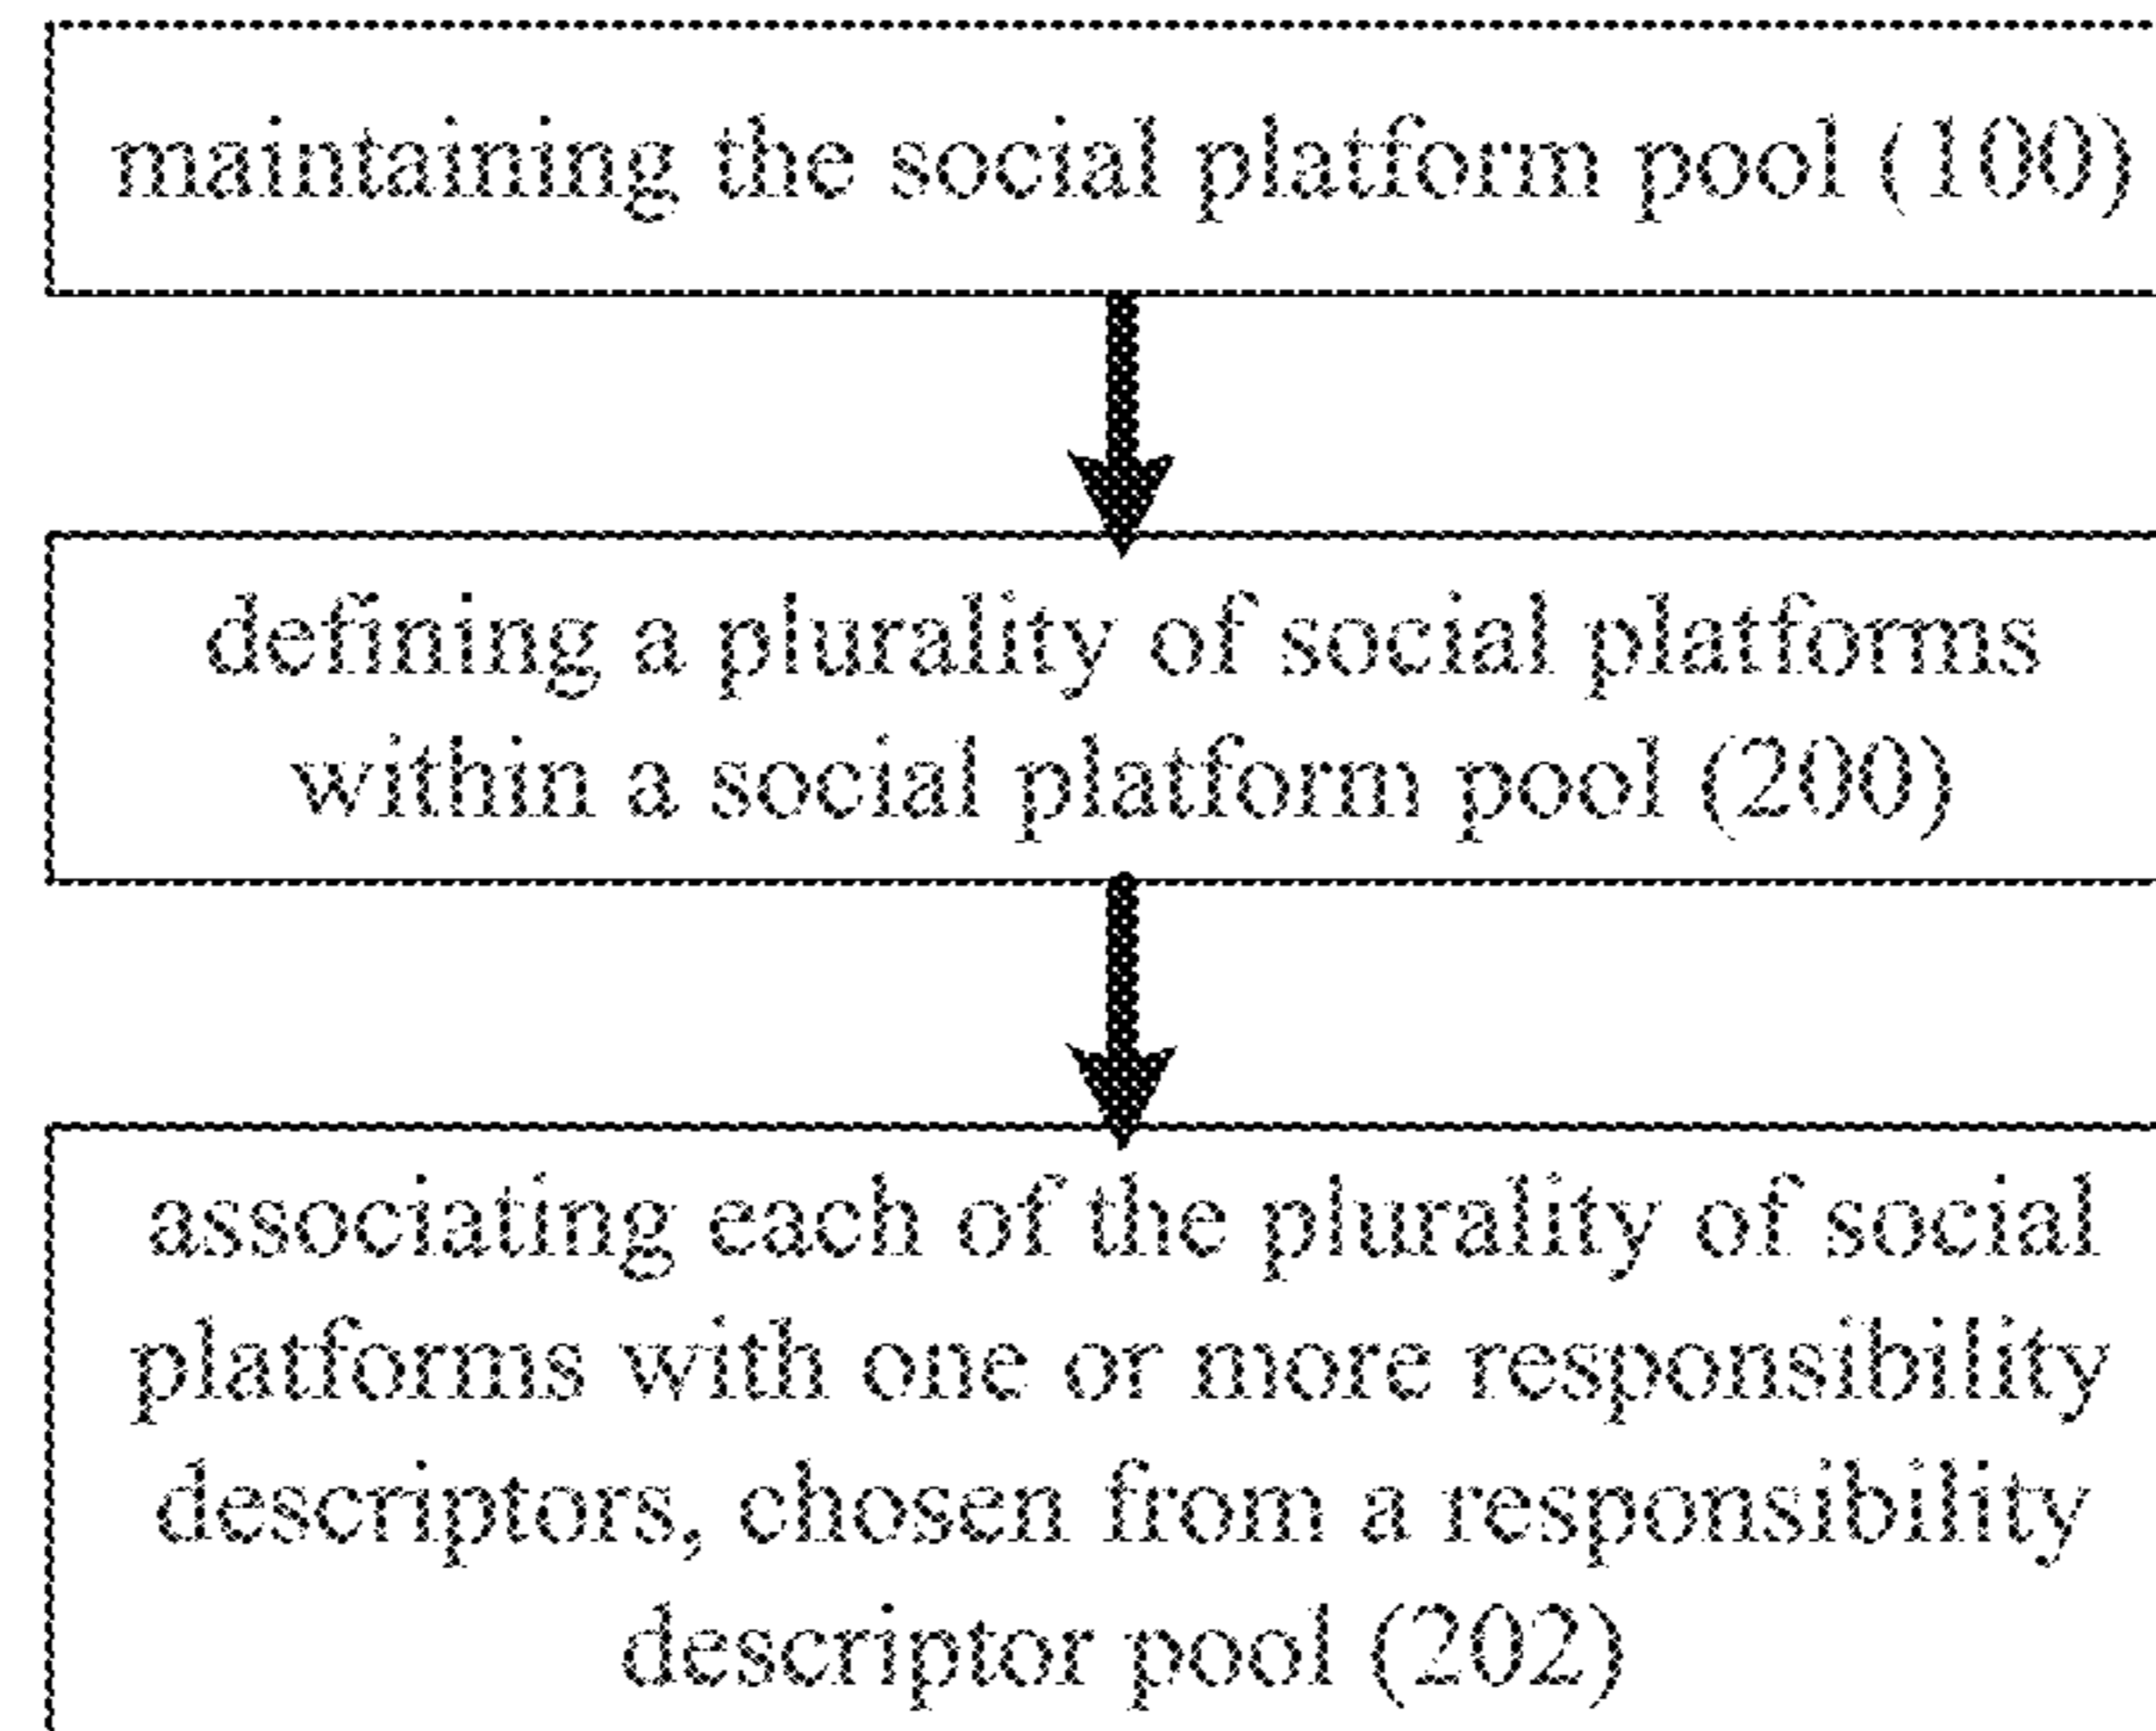 maintaining the social platform pool (100)
defining a plurality of social platforms
within a social platform pool (200)
associating each of the plurality of social
platforms with one or more responsibility
descriptors, chosen from a responsibility
descriptor pool (202)